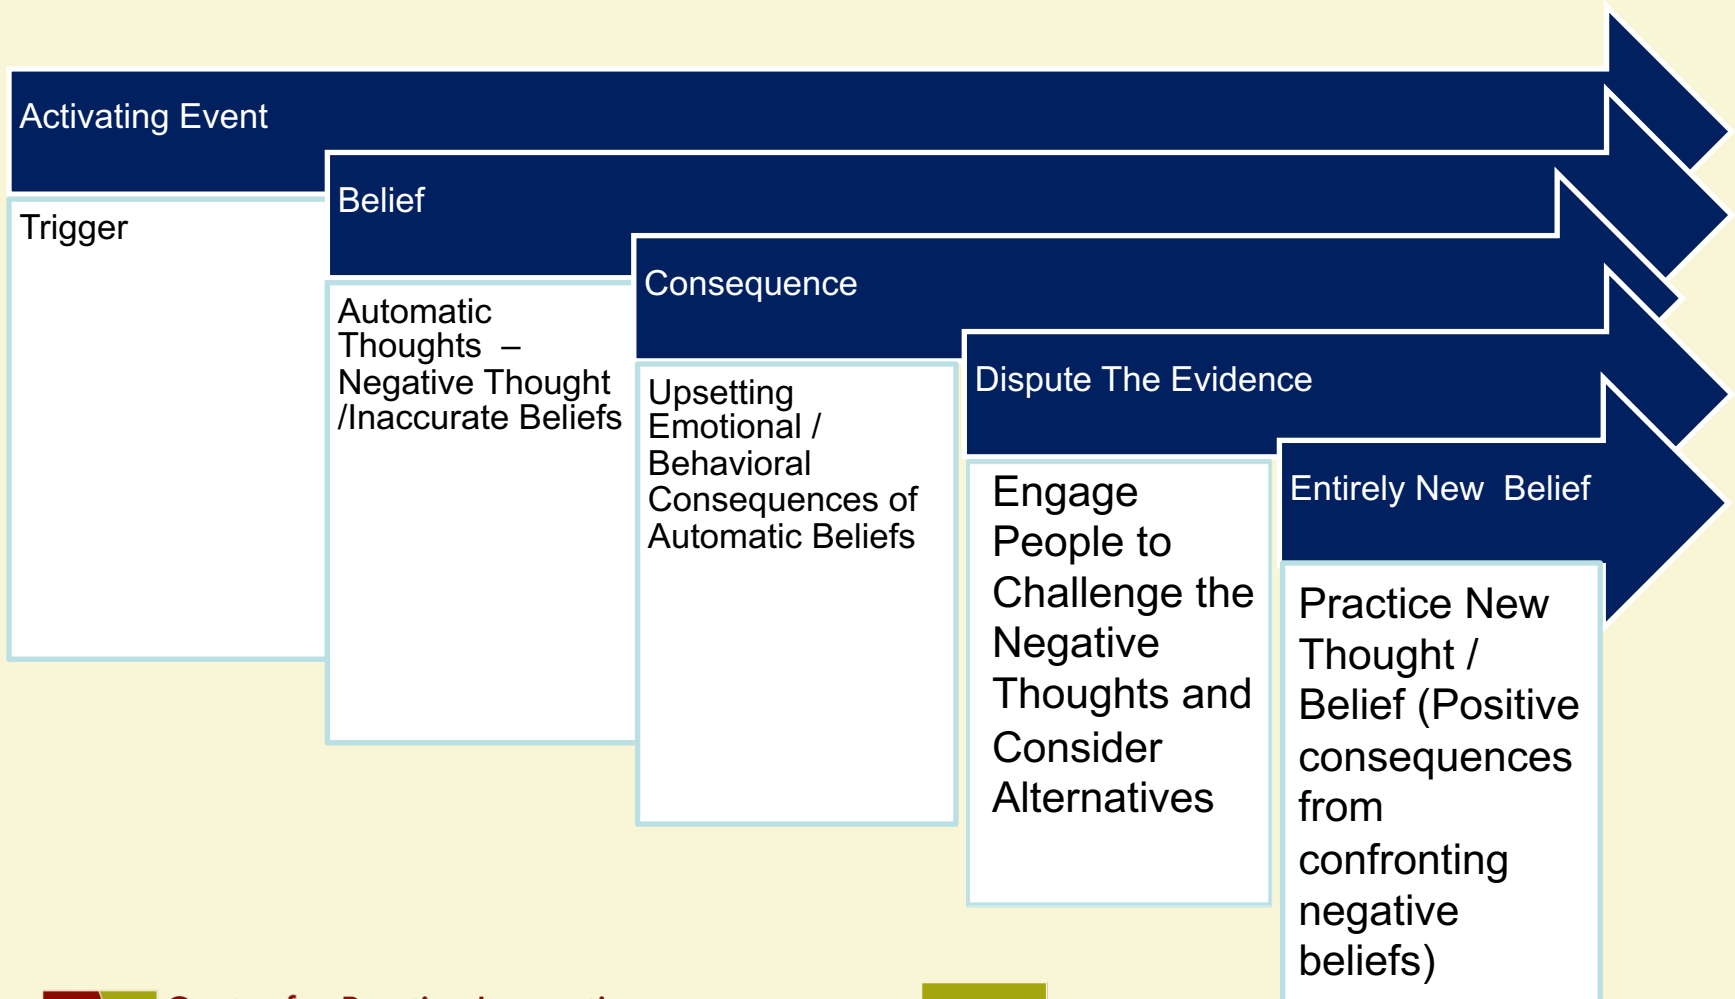 Activating Event
Trigger
Belief
Automatic
Thoughts –
Negative Thought
/Inaccurate Beliefs
Consequence
Upsetting
Emotional /
Behavioral
Consequences of
Automatic Beliefs
Dispute The Evidence
Engage
People to
Challenge the
Negative
Thoughts and
Consider
Alternatives
Entirely New Belief
Practice New
Thought /
Belief (Positive
consequences
from
confronting
negative
beliefs)